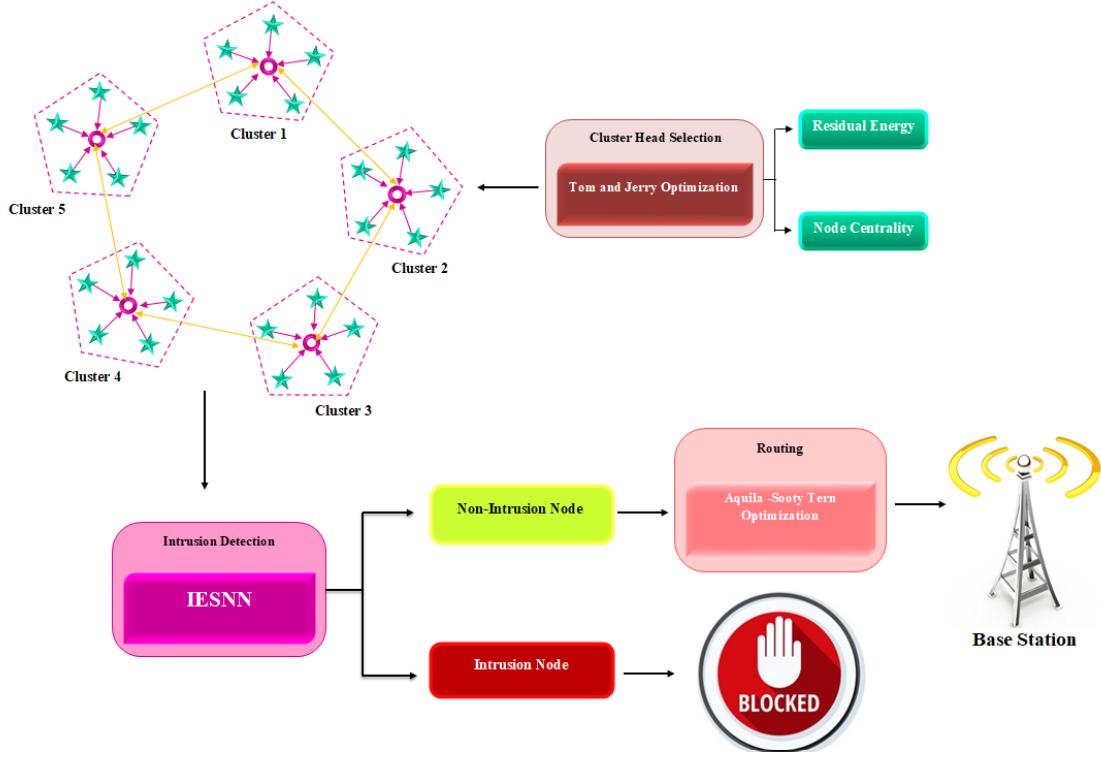 Cluster 1
Cluster 5
Cluster 2
Cluster 4
Cluster 3
Cluster Head Selection
Tom and Jerry Optimization
Residual Energy
Node Centrality
Intrusion Detection
IESNN
Non-Intrusion Node
Intrusion Node
Routing
Aquila -Sooty Tern
Optimization
BLOCKED
Base Station